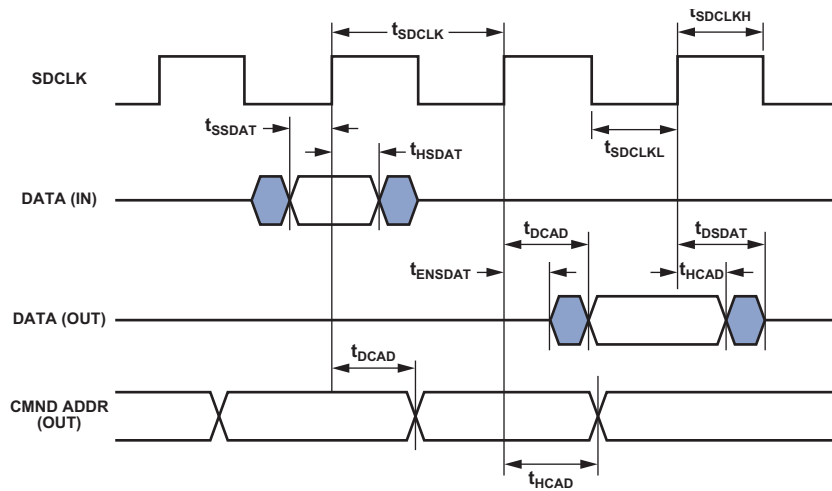 tSDCLKH
tSDCLK
SDCLK
tSSDAT
tHSDAT
tSDCLKL
DATA (IN)
tDCAD
tDSDAT
tENSDAT
tHCAD
DATA (OUT)
tDCAD
CMND ADDR
(OUT)
tHCAD